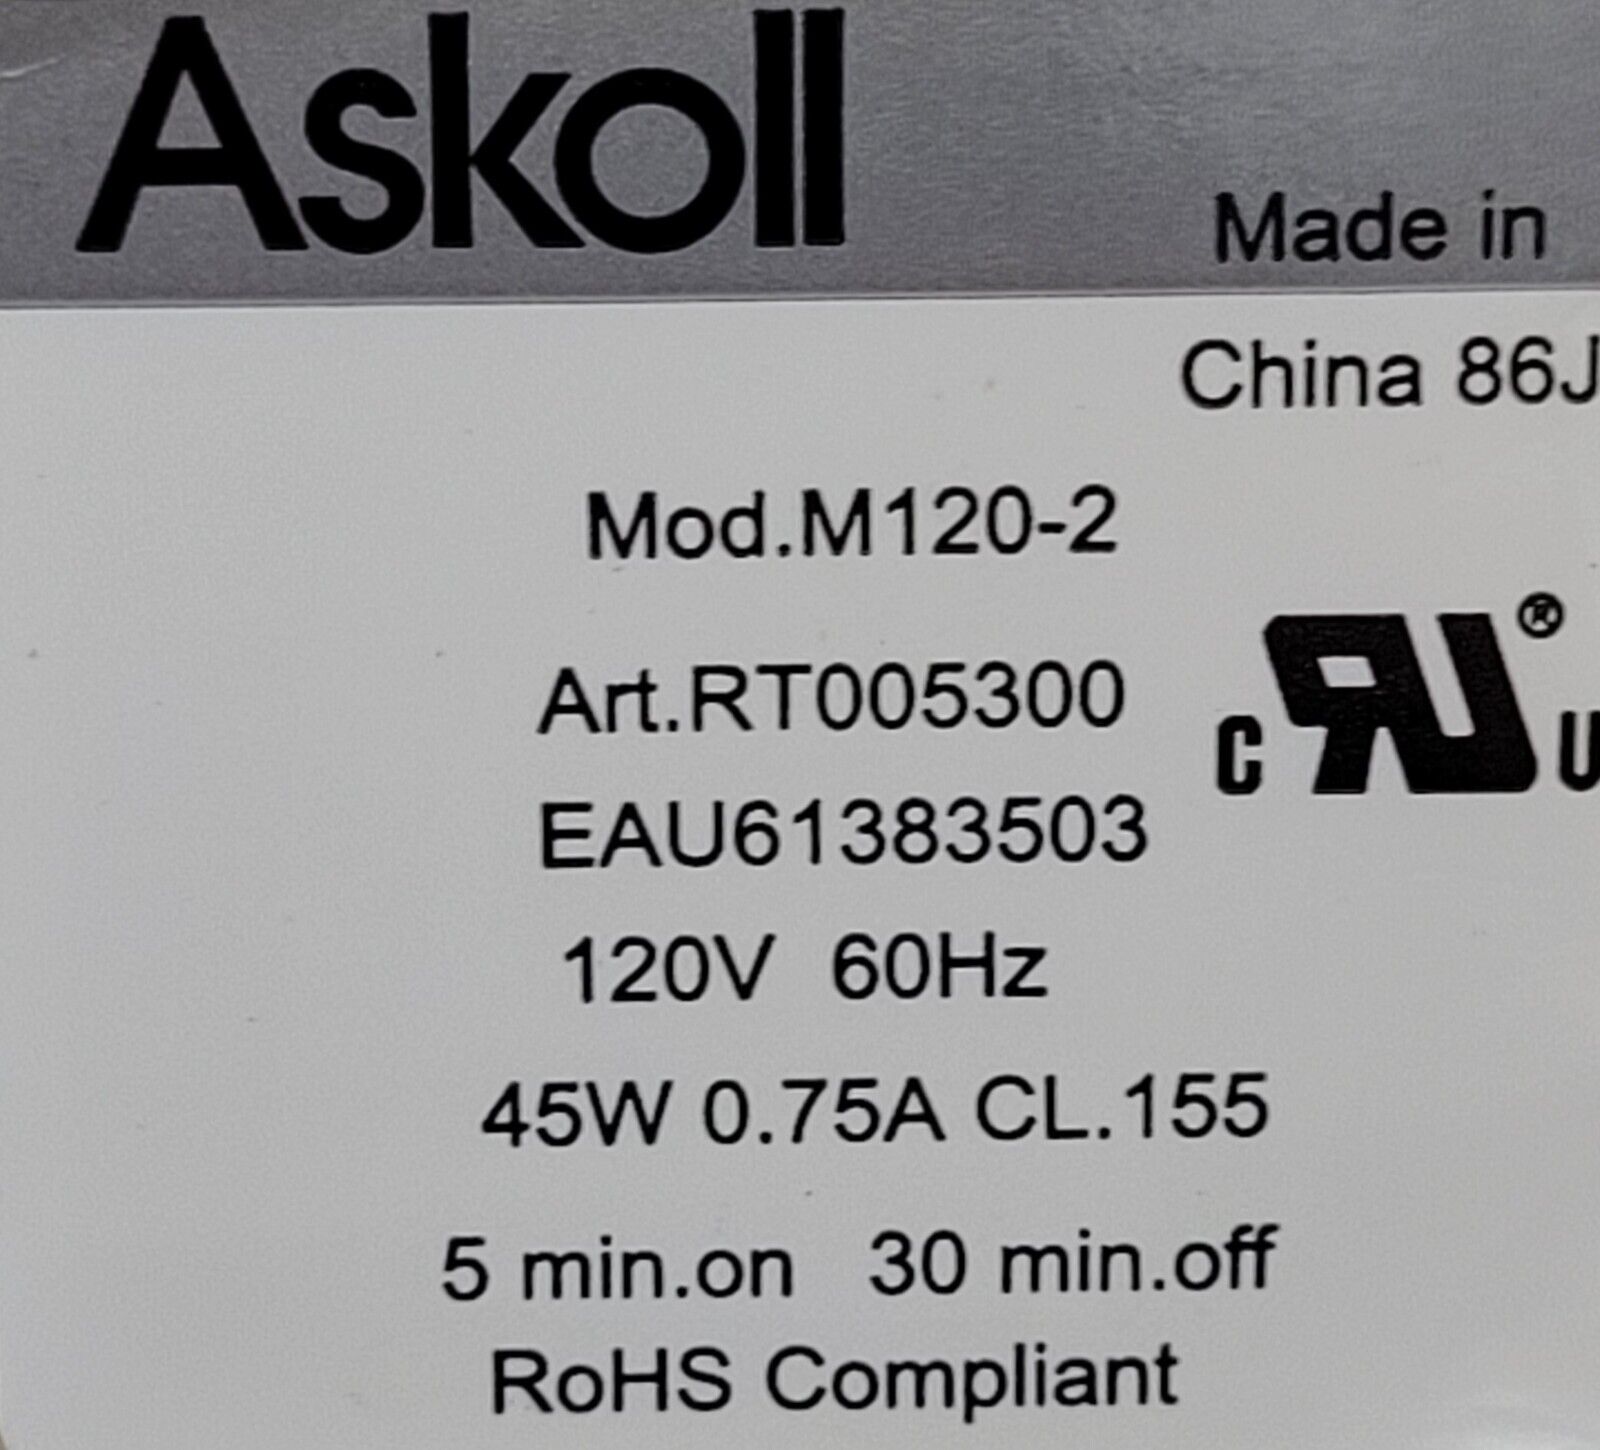 Askoll
Made in
China 86J
Mod.M120-2
Art.RT005300
c RU® U
EAU61383503
120V 60Hz
45W 0.75A CL.155
5 min.on 30 min.off
RoHS Compliant